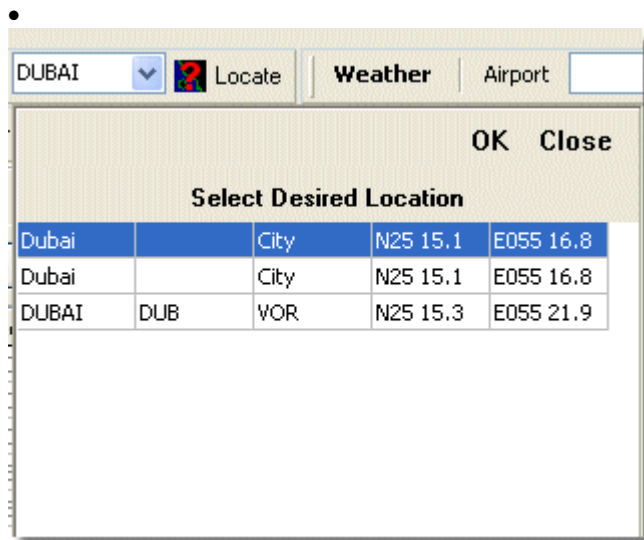 DUBAI Locate Weather Airport
OK Close
Select Desired Location
Dubai City N25 15.1 E055 16.8
Dubai City N25 15.1 E055 16.8
DUBAI DUB VOR N25 15.3 E055 21.9